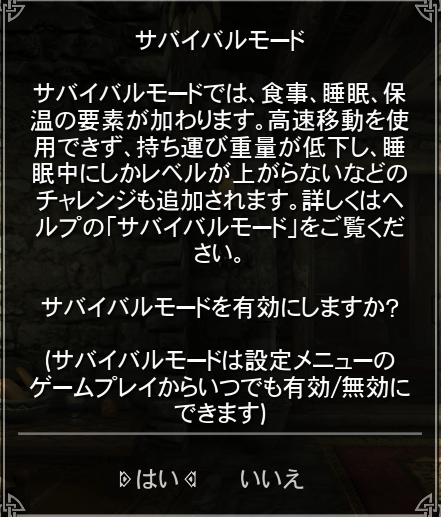 サバイバルモード
サバイバルモードでは、食事、睡眠、保
温の要素が加わります。高速移動を使
用できず、持ち運び重量が低下し、睡
眠中にしかレベルが上がらないなどの
チャレンジも追加されます。詳しくはヘ
ルプの「サバイバルモード」をご覧くだ
さい。
サバイバルモードを有効にしますか?
(サバイバルモードは設定メニューの
ゲームプレイからいつでも有効/無効に
できます)
はい いいえ